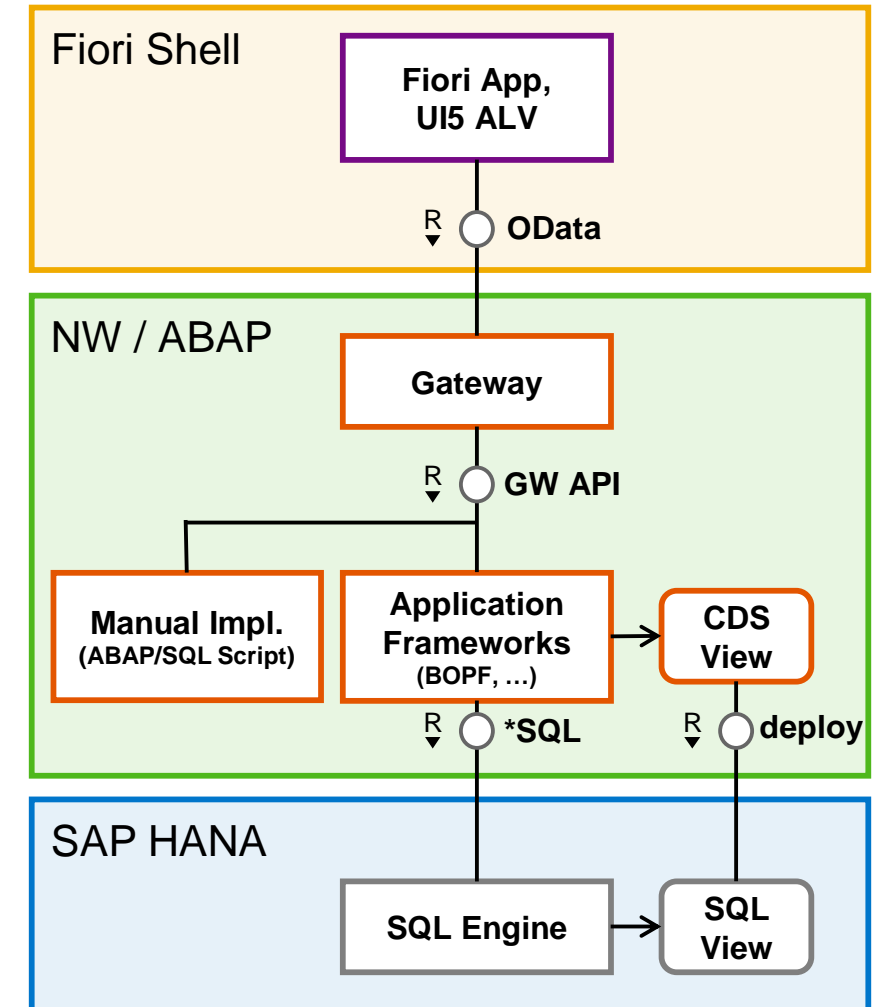 Fiori Shell
Fiori App,
UI5 ALV
R
OData
NW / ABAP
Gateway
R
GW API
Manual Impl.
(ABAP/SQL Script)
Application
Frameworks
(BOPF, …)
CDS
View
R
*SQL
R
deploy
SAP HANA
SQL Engine
SQL
View